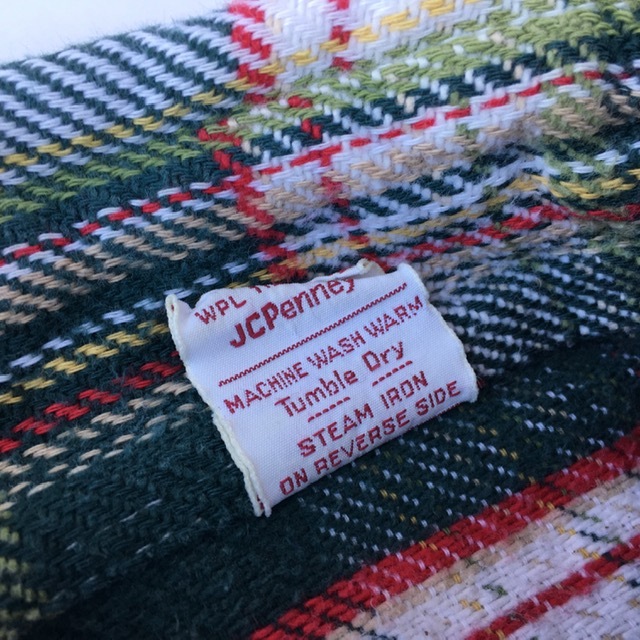 WPL
JCPenney
MACHINE WASH WARM
Tumble Dry
STEAM IRON
ON REVERSE SIDE